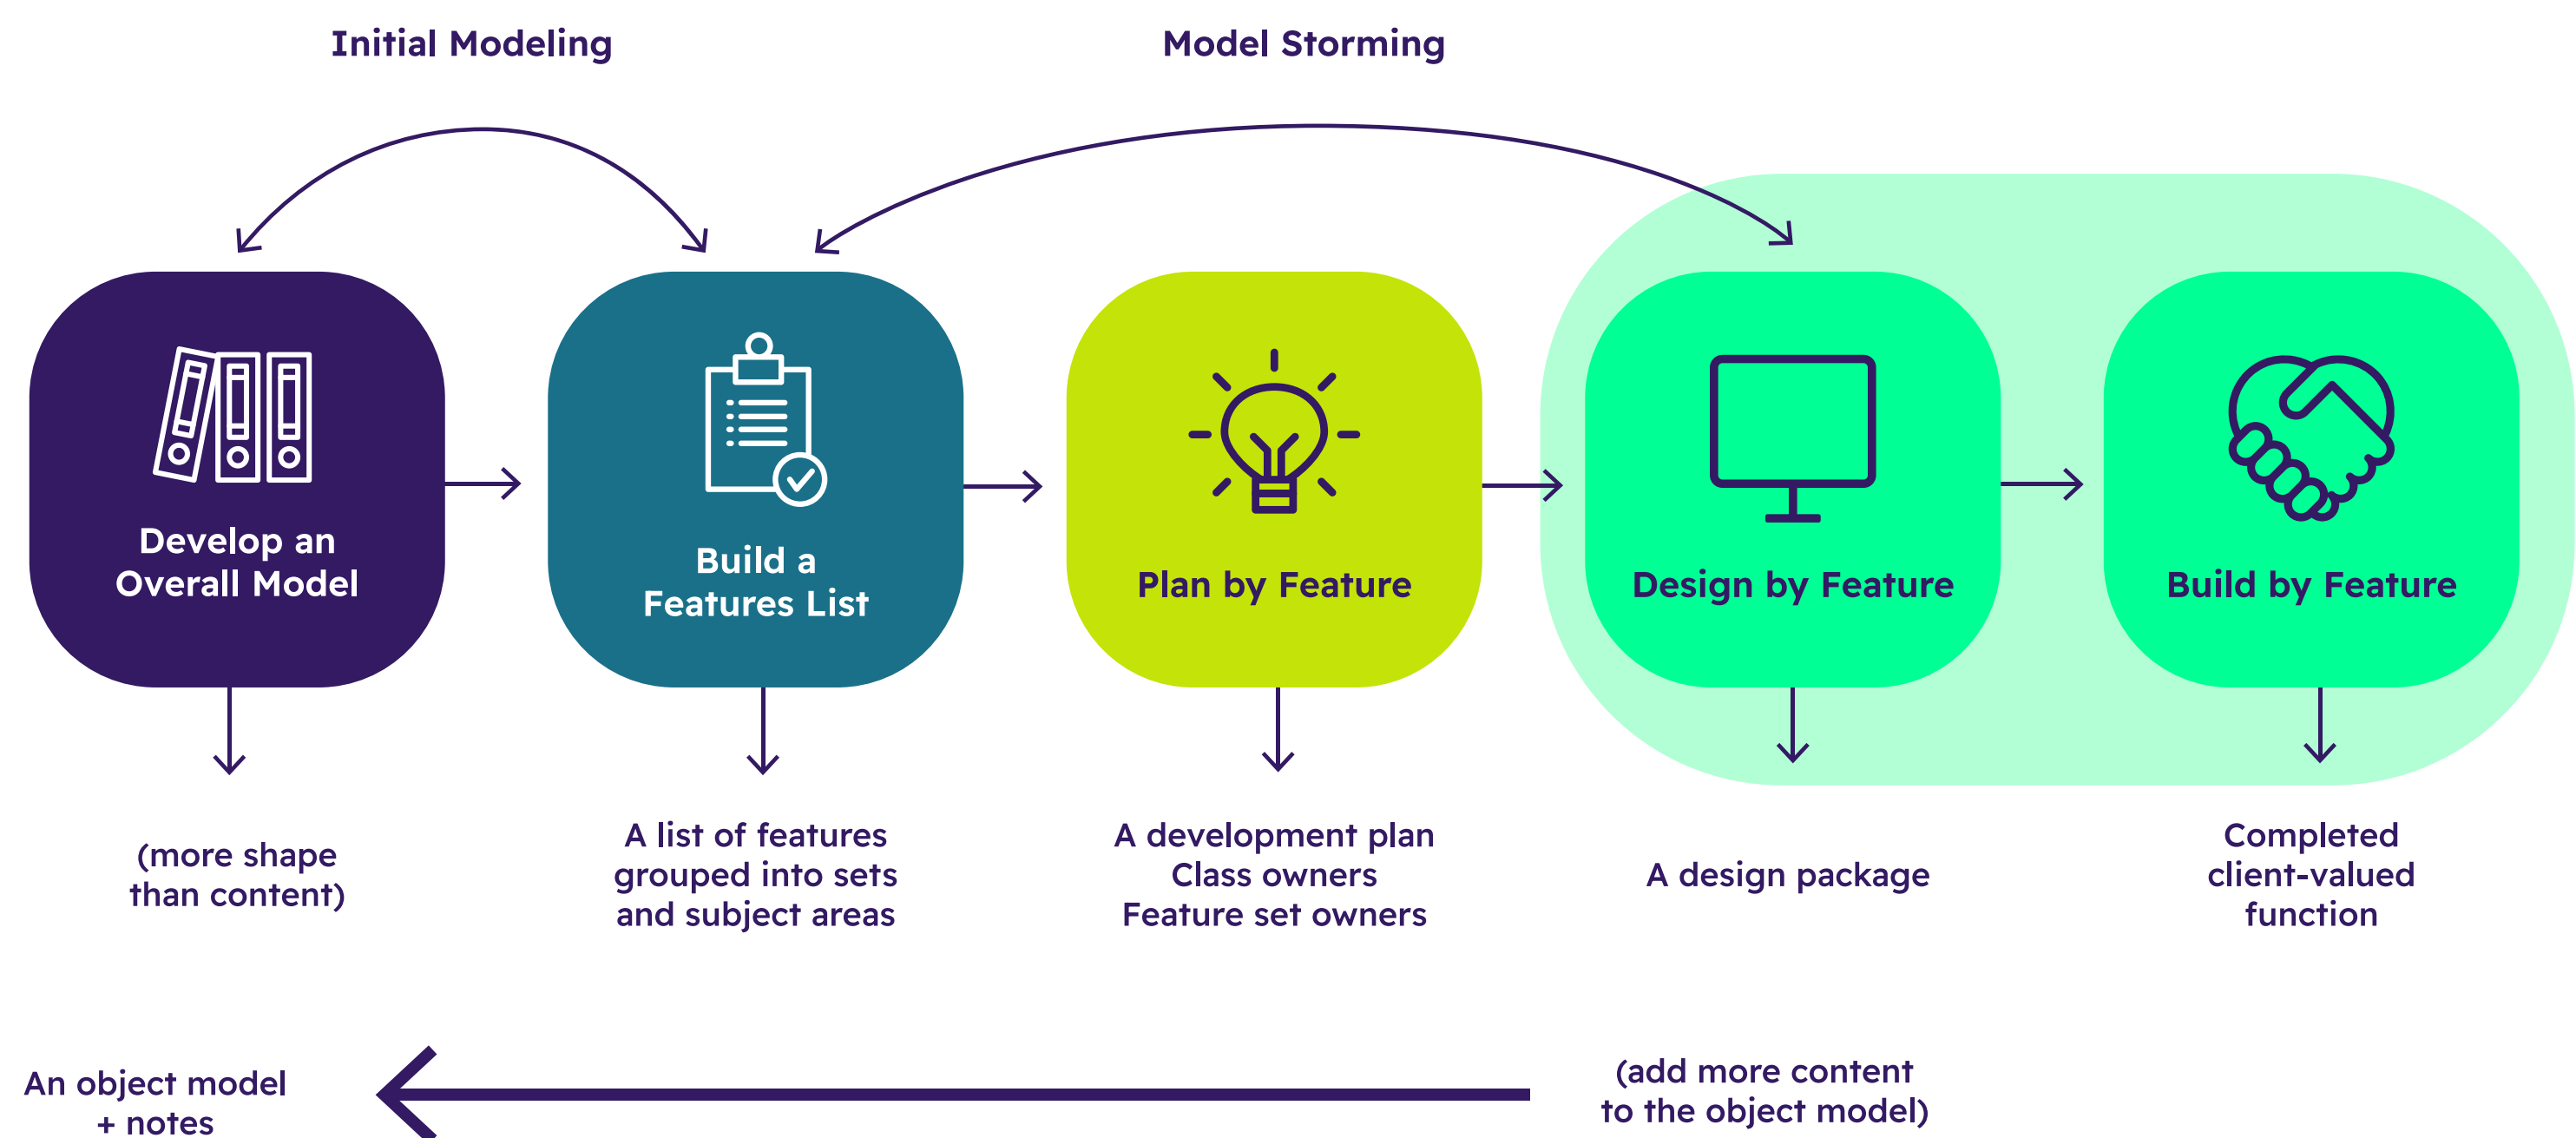 Initial Modeling
Model Storming
Develop an
Overall Model
Build a
Features List
Plan by Feature
Design by Feature
Build by Feature
(more shape
than content)
A list of features
grouped into sets
and subject areas
A development plan
Class owners
Feature set owners
A design package
Completed
client-valued
function
An object model
+ notes
(add more content
to the object model)